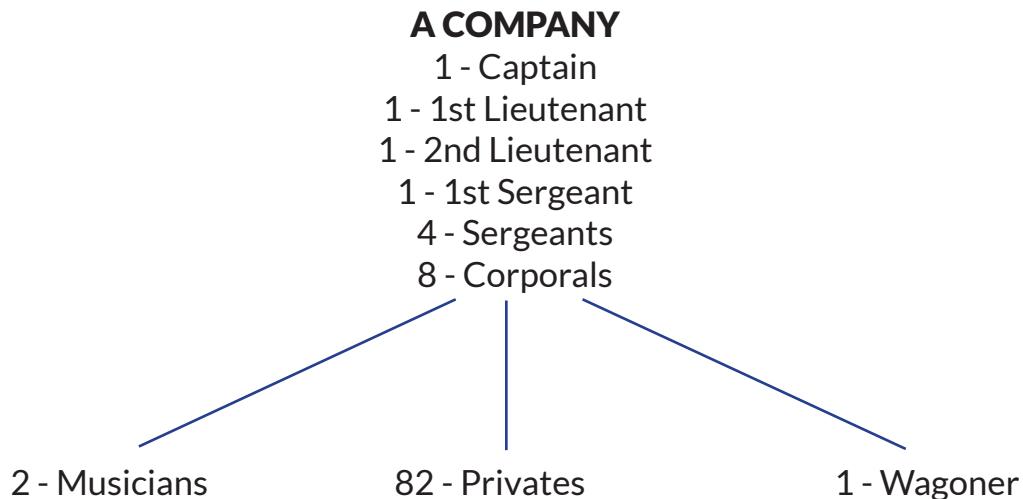 A COMPANY
1 - Captain
1 - 1st Lieutenant
1 - 2nd Lieutenant
1 - 1st Sergeant
4 - Sergeants
8 - Corporals
2 - Musicians
82 - Privates
1 - Wagoner